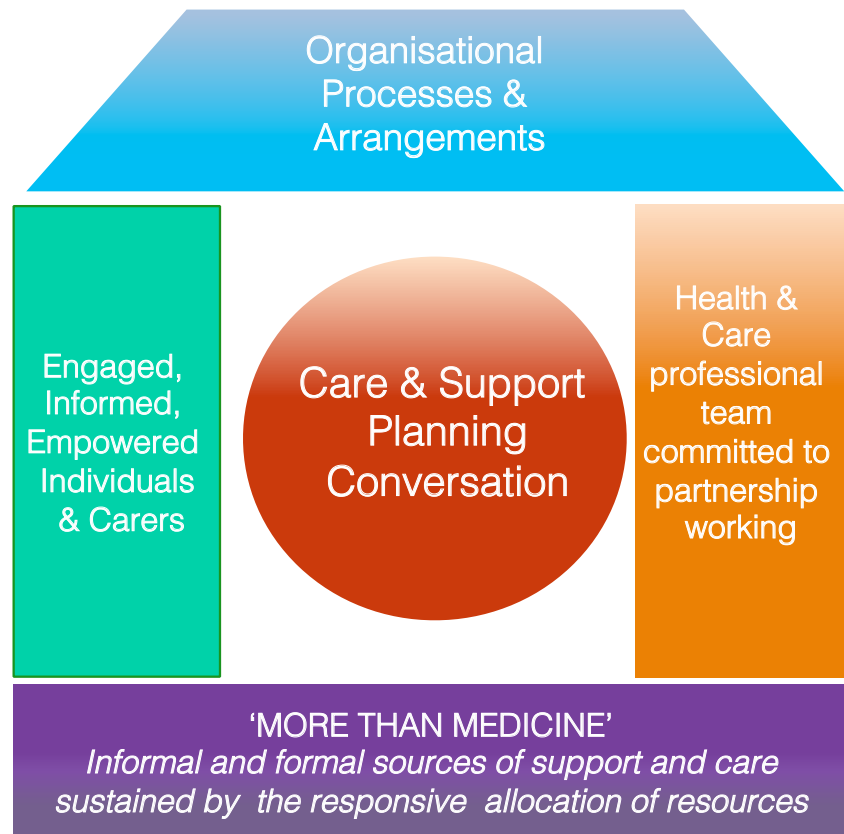 Organisational
Processes &
Arrangements
Engaged,
Informed,
Empowered
Individuals
& Carers
Care & Support
Planning
Conversation
Health &
Care
professional
team
committed to
partnership
working
‘MORE THAN MEDICINE’
Informal and formal sources of support and care
sustained by the responsive allocation of resources